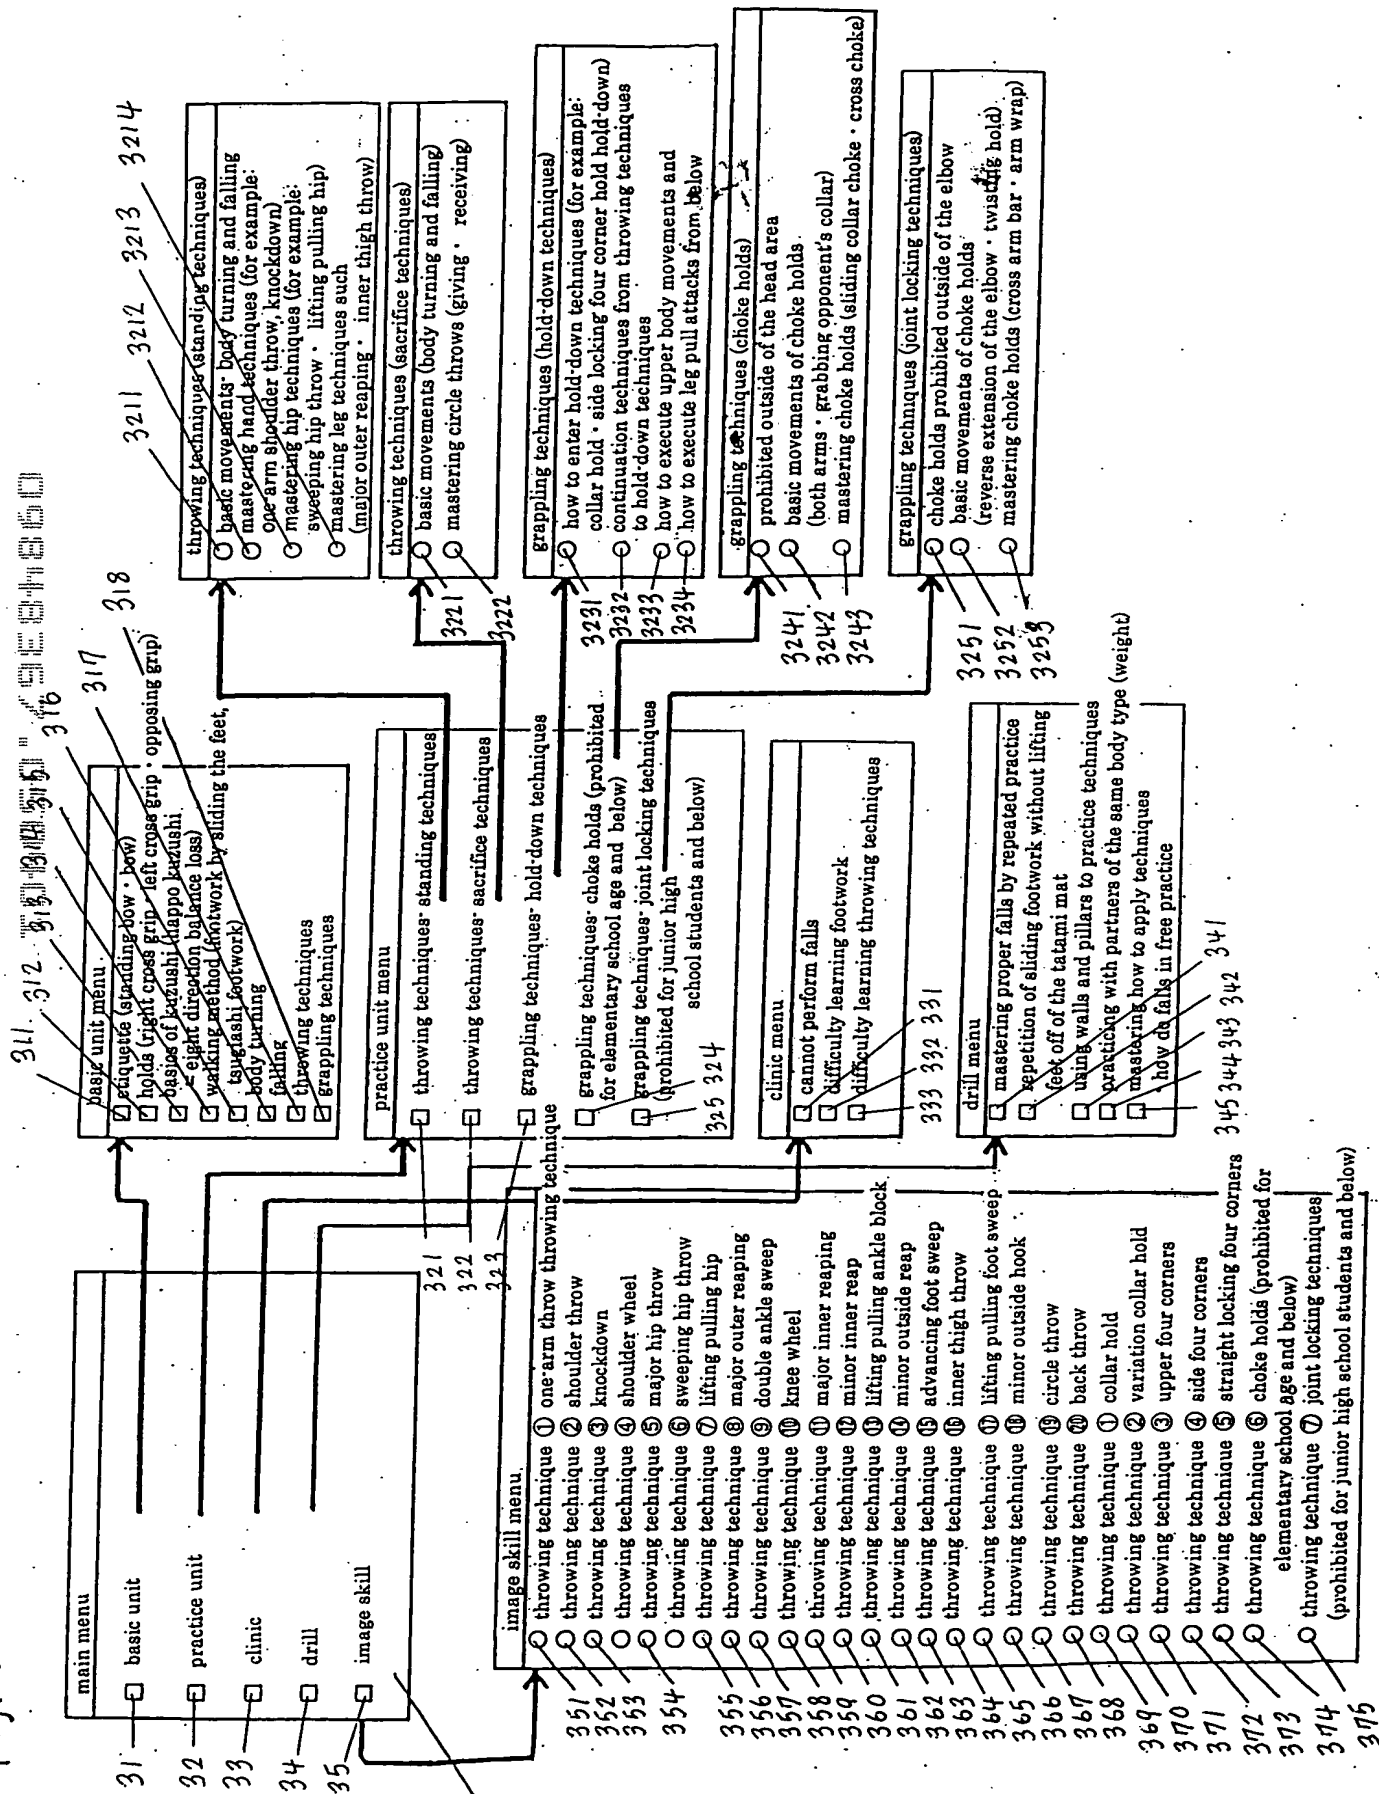 main menu
31 basic unit
32 practice unit
33 clinic
34 drill
35 image skill
basic unit menu
311 312 316 317 318
etiquette (standing bow · bow)
holds (right cross grip · left cross grip · opposing grip)
basics of kuzushi (happo kuzushi
= eight direction balance loss)
walking method (footwork by sliding the feet,
tsugiashi footwork)
body turning
falling
throwing techniques
grappling techniques
practice unit menu
321 throwing techniques- standing techniques
322 throwing techniques- sacrifice techniques
323 grappling techniques- hold-down techniques
grappling techniques- choke holds (prohibited
for elementary school age and below)
grappling techniques- joint locking techniques
(prohibited for junior high
school students and below)
325 324
clinic menu
cannot perform falls
difficulty learning footwork
difficulty learning throwing techniques
333 332 331
drill menu
mastering proper falls by repeated practice
repetition of sliding footwork without lifting
feet off of the tatami mat
using walls and pillars to practice techniques
practicing with partners of the same body type (weight)
mastering how to apply techniques
· how do falls in free practice
345 344 343 342 341
throwing techniques (standing techniques)
3211 3212 3213 3214
basic movements- body turning and falling
mastering hand techniques (for example:
one-arm shoulder throw, knockdown)
mastering hip techniques (for example:
sweeping hip throw · lifting pulling hip)
mastering leg techniques such
(major outer reaping · inner thigh throw)
throwing techniques (sacrifice techniques)
3221 basic movements (body turning and falling)
3222 mastering circle throws (giving · receiving)
grappling techniques (hold-down techniques)
3231 how to enter hold-down techniques (for example:
collar hold · side locking four corner hold hold-down)
3232 continuation techniques from throwing techniques
to hold-down techniques
3233 how to execute upper body movements and
3234 how to execute leg pull attacks from below
grappling techniques (choke holds)
3241 prohibited outside of the head area
3242 basic movements of choke holds
(both arms · grabbing opponent's collar)
3243 mastering choke holds (sliding collar choke · cross choke)
grappling techniques (joint locking techniques)
3251 choke holds prohibited outside of the elbow
3252 basic movements of choke holds
(reverse extension of the elbow · twisting hold)
3253 mastering choke holds (cross arm bar · arm wrap)
image skill menu
351 throwing technique ① one-arm throw throwing technique
352 throwing technique ② shoulder throw
353 throwing technique ③ knockdown
throwing technique ④ shoulder wheel
354 throwing technique ⑤ major hip throw
throwing technique ⑥ sweeping hip throw
355 throwing technique ⑦ lifting pulling hip
356 throwing technique ⑧ major outer reaping
357 throwing technique ⑨ double ankle sweep
358 throwing technique ⑩ knee wheel
359 throwing technique ⑪ major inner reaping
360 throwing technique ⑫ minor inner reap
361 throwing technique ⑬ lifting pulling ankle block
362 throwing technique ⑭ minor outside reap
363 throwing technique ⑮ advancing foot sweep
364 throwing technique ⑯ inner thigh throw
365 throwing technique ⑰ lifting pulling foot sweep
366 throwing technique ⑱ minor outside hook
367 throwing technique ⑲ circle throw
368 throwing technique ⑳ back throw
369 throwing technique ① collar hold
370 throwing technique ② variation collar hold
371 throwing technique ③ upper four corners
372 throwing technique ④ side four corners
373 throwing technique ⑤ straight locking four corners
374 throwing technique ⑥ choke holds (prohibited for
elementary school age and below)
375 throwing technique ⑦ joint locking techniques
(prohibited for junior high school students and below)